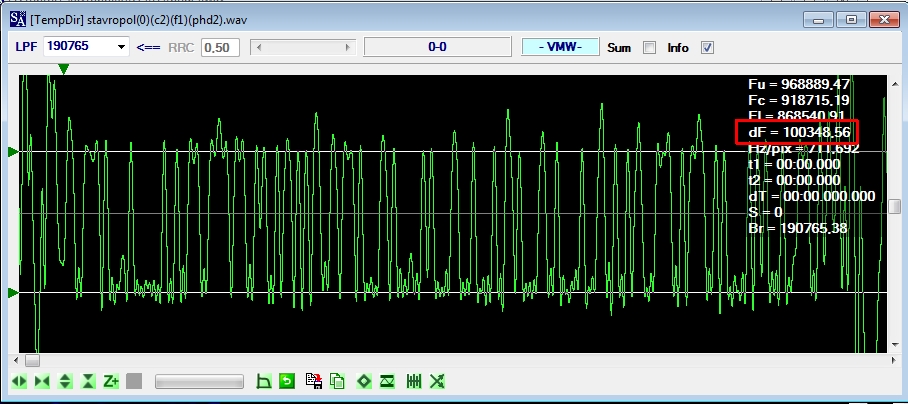 [TempDir] stavropol(0)(c2)(f1)(phd2).wav
LPF 190765 <== RRC 0,50 0-0 - VMW- Sum Info
Fu = 968889,47
Fc = 918715,19
Fl = 868540,91
dF = 100348,56
Hz/pix = 711,692
t1 = 00:00.000
t2 = 00:00.000
dT = 00:00.000.000
S = 0
Br = 190765,38
Z+